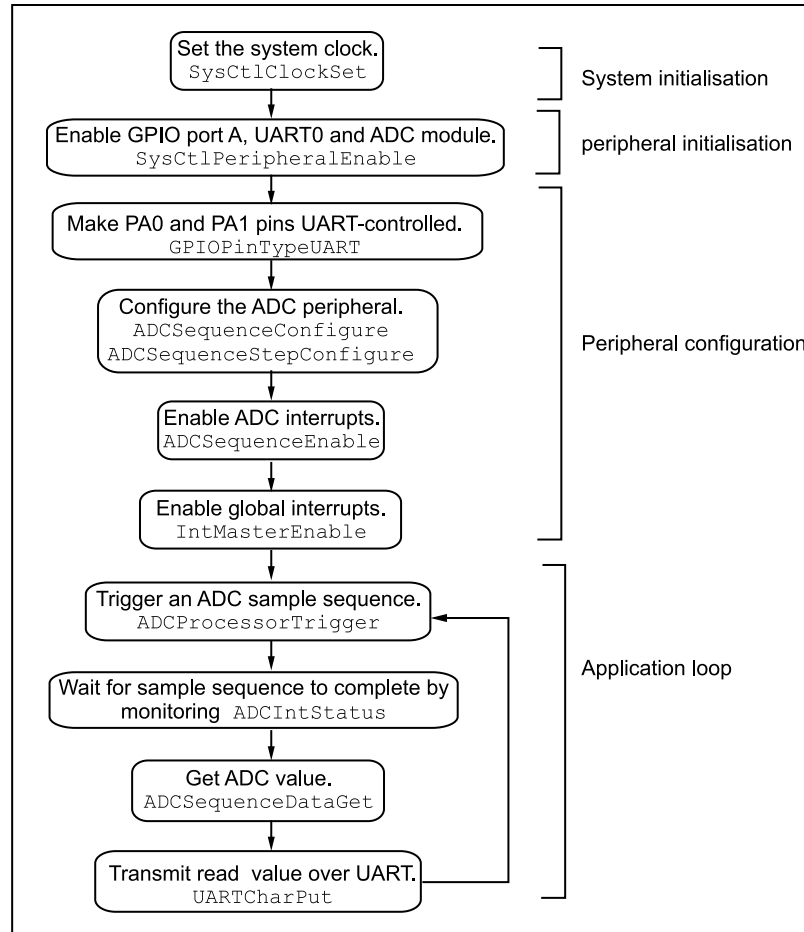 Set the system clock.
SysCtlClockSet
System initialisation
Enable GPIO port A, UART0 and ADC module.
SysCtlPeripheralEnable
peripheral initialisation
Make PA0 and PA1 pins UART-controlled.
GPIOPinTypeUART
Configure the ADC peripheral.
ADCSequenceConfigure
ADCSequenceStepConfigure
Peripheral configuration
Enable ADC interrupts.
ADCSequenceEnable
Enable global interrupts.
IntMasterEnable
Trigger an ADC sample sequence.
ADCProcessorTrigger
Application loop
Wait for sample sequence to complete by
monitoring ADCIntStatus
Get ADC value.
ADCSequenceDataGet
Transmit read value over UART.
UARTCharPut